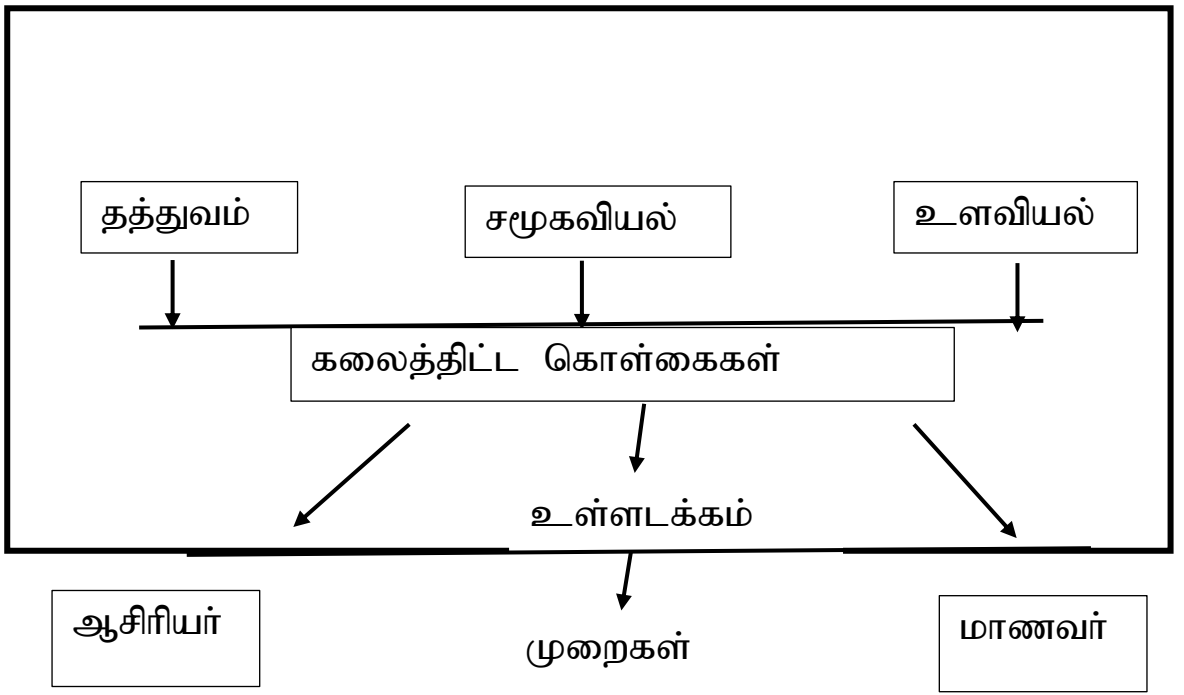 தத்துவம்
சமூகவியல்
உளவியல்
கலைத்திட்ட கொள்கைகள்
உள்ளடக்கம்
ஆசிரியர்
முறைகள்
மாணவர்